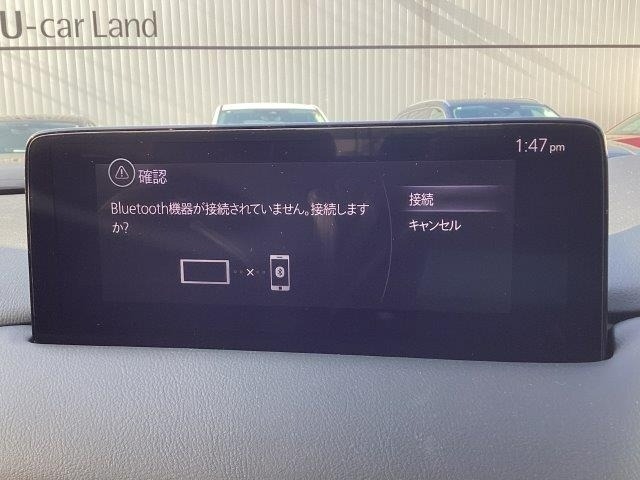 U-car Land
1:47 pm
確認
Bluetooth機器が接続されていません。接続します
か?
接続
キャンセル